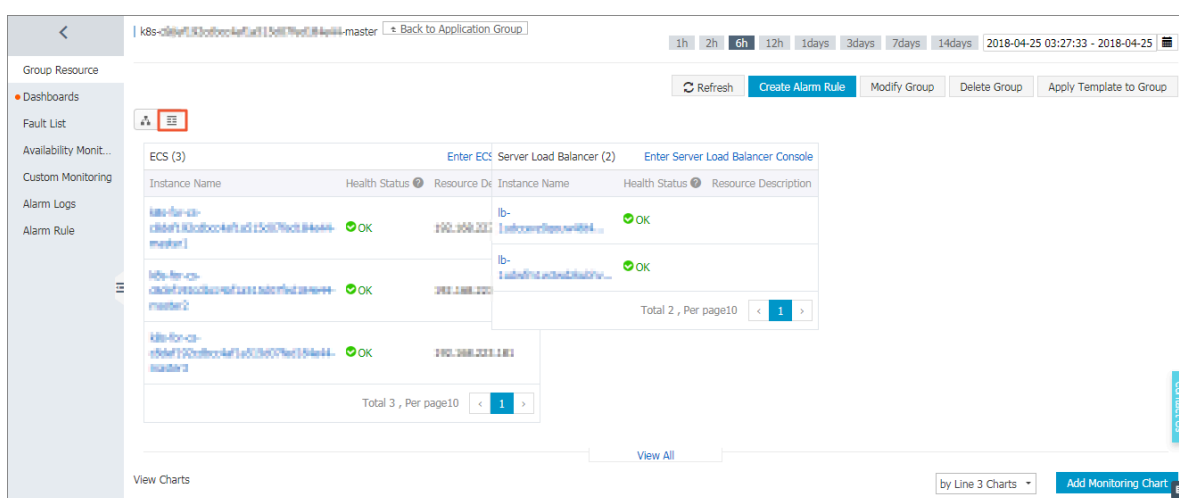 k8s-
-master
Back to Application Group
1h 2h 6h 12h 1days 3days 7days 14days 2018-04-25 03:27:33 - 2018-04-25
Group Resource
Dashboards
Fault List
Availability Monit...
Custom Monitoring
Alarm Logs
Alarm Rule
Refresh Create Alarm Rule Modify Group Delete Group Apply Template to Group
ECS (3) Enter ECS
Instance Name Health Status Resource De
OK
master1
OK
master2
OK
Total 3 , Per page10 < 1 >
Server Load Balancer (2) Enter Server Load Balancer Console
Instance Name Health Status Resource Description
lb-
OK
lb-
OK
Total 2 , Per page10 < 1 >
View All
View Charts by Line 3 Charts Add Monitoring Chart